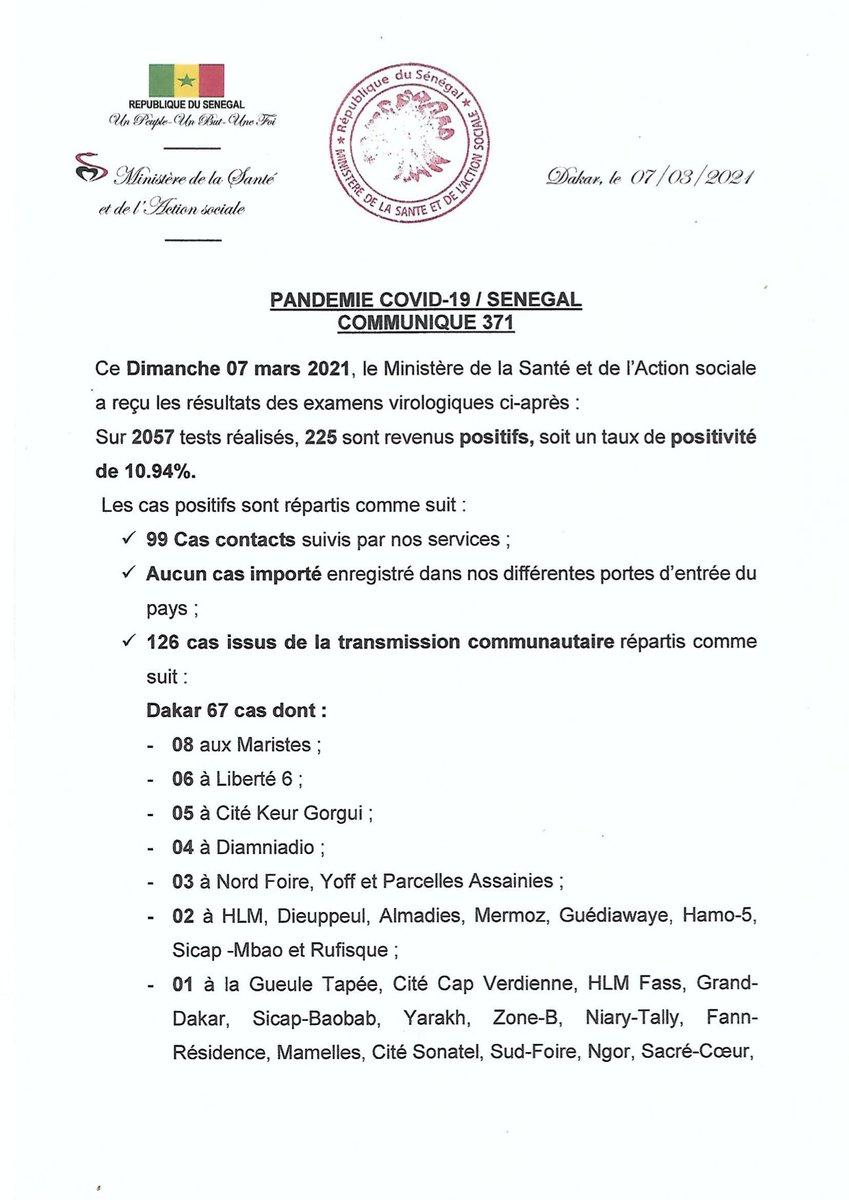 REPUBLIQUE DU SENEGAL
Un Peuple-Un But-Une Foi
Ministère de la Santé
et de l'Action sociale
★ République du Sénégal ★
MINISTÈRE DE LA SANTE ET DE L'ACTION SOCIALE
Dakar, le 07/03/2021
PANDEMIE COVID-19 / SENEGAL
COMMUNIQUE 371
Ce Dimanche 07 mars 2021, le Ministère de la Santé et de l'Action sociale
a reçu les résultats des examens virologiques ci-après :
Sur 2057 tests réalisés, 225 sont revenus positifs, soit un taux de positivité
de 10.94%.
Les cas positifs sont répartis comme suit :
✓ 99 Cas contacts suivis par nos services ;
✓ Aucun cas importé enregistré dans nos différentes portes d'entrée du
pays ;
✓ 126 cas issus de la transmission communautaire répartis comme
suit :
Dakar 67 cas dont :
- 08 aux Maristes ;
- 06 à Liberté 6 ;
- 05 à Cité Keur Gorgui ;
- 04 à Diamniadio ;
- 03 à Nord Foire, Yoff et Parcelles Assainies ;
- 02 à HLM, Dieuppeul, Almadies, Mermoz, Guédiawaye, Hamo-5,
Sicap -Mbao et Rufisque ;
- 01 à la Gueule Tapée, Cité Cap Verdienne, HLM Fass, Grand-
Dakar, Sicap-Baobab, Yarakh, Zone-B, Niary-Tally, Fann-
Résidence, Mamelles, Cité Sonatel, Sud-Foire, Ngor, Sacré-Cœur,